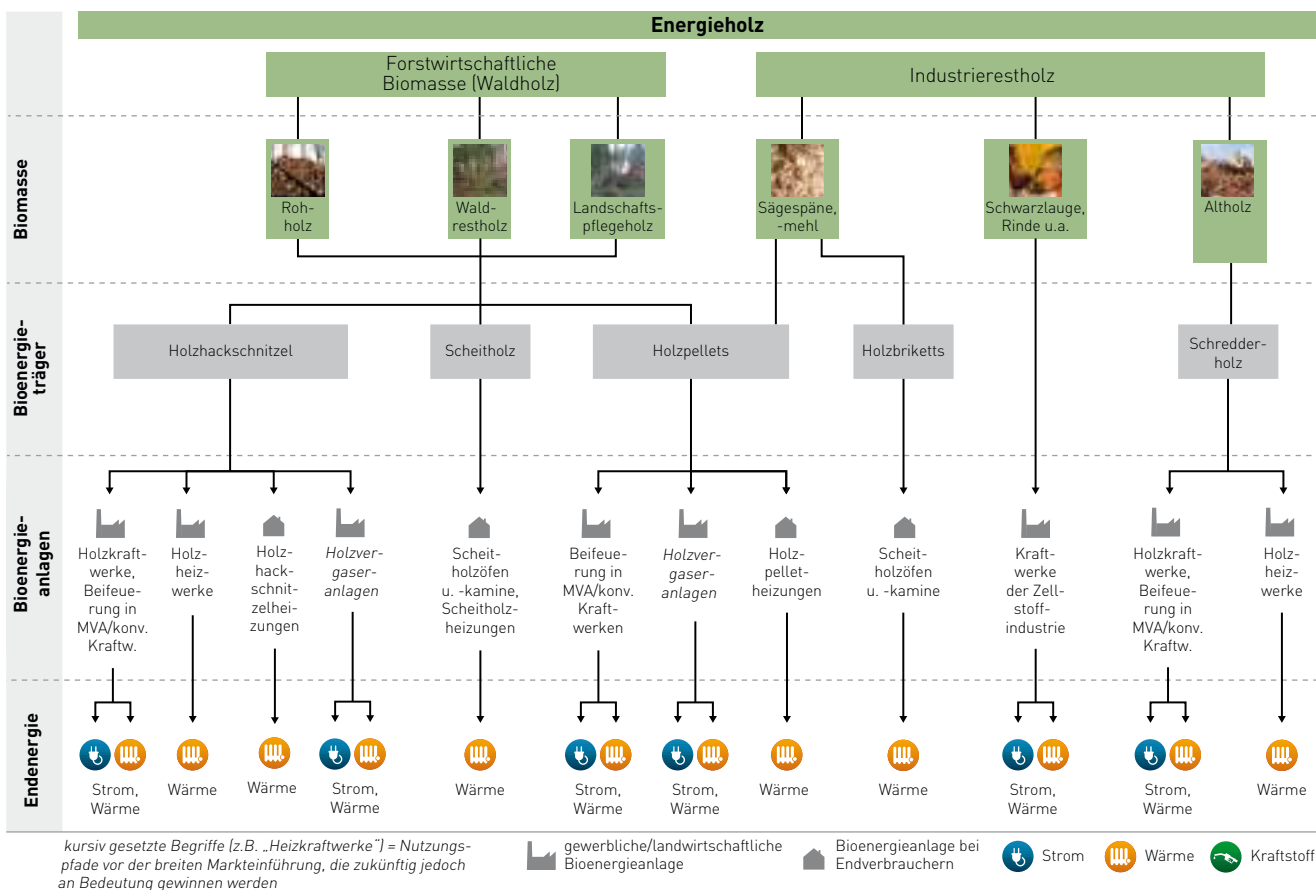 Energieholz
Forstwirtschaftliche
Biomasse (Waldholz)
Industrierestholz
Biomasse
Roh-
holz
Wald-
restholz
Landschafts-
pflegeholz
Sägespäne,
-mehl
Schwarzlauge,
Rinde u.a.
Altholz
Bioenergie-
träger
Holzhackschnitzel
Scheitholz
Holzpellets
Holzbriketts
Schredder-
holz
Bioenergie-
anlagen
Holzkraft-
werke,
Beifeue-
rung in
MVA/konv.
Kraftw.
Holz-
heiz-
werke
Holz-
hack-
schnit-
zelhei-
zungen
Holzver-
gaser-
anlagen
Scheit-
holzöfen
u. -kamine,
Scheitholz-
heizungen
Beifeue-
rung in
MVA/konv.
Kraft-
werken
Holzver-
gaser-
anlagen
Holz-
pellet-
heizungen
Scheit-
holzöfen
u. -kamine
Kraft-
werke
der Zell-
stoff-
industrie
Holzkraft-
werke,
Beifeue-
rung in
MVA/konv.
Kraftw.
Holz-
heiz-
werke
Endenergie
Strom,
Wärme
Wärme
Wärme
Strom,
Wärme
Wärme
Strom,
Wärme
Strom,
Wärme
Wärme
Wärme
Strom,
Wärme
Strom,
Wärme
Wärme
kursiv gesetzte Begriffe (z.B. „Heizkraftwerke“) = Nutzungs-
pfade vor der breiten Markteinführung, die zukünftig jedoch
an Bedeutung gewinnen werden
gewerbliche/landwirtschaftliche
Bioenergieanlage
Bioenergieanlage bei
Endverbrauchern
Strom
Wärme
Kraftstoff